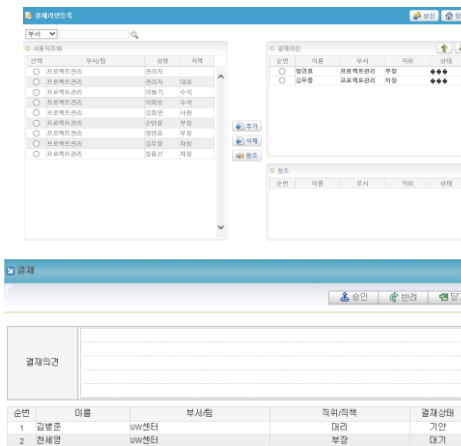 결재라인등록
상신
부서
사용자조회
선택 부서/팀 성명 직책
프로젝트관리 관리자
프로젝트관리 관리자 대표
프로젝트관리 이형기 수석
프로젝트관리 이희승 수석
프로젝트관리 김희연 사원
프로젝트관리 부장
프로젝트관리 정연호 부장
프로젝트관리 김우중 차장
프로젝트관리 정용선 차장
추가
삭제
참조
결재라인
순번 이름 부서 직위 상태
정연호 프로젝트관리 부장 ◆◆◆
김우중 프로젝트관리 차장 ◆◆◆
참조
순번 이름 부서 직위 상태
결재
승인 반려
결재의견
순번 이름 부서/팀 직위/직책 결재상태
1 김병준 UW센터 대리 기안
2 천세영 UW센터 부장 대기